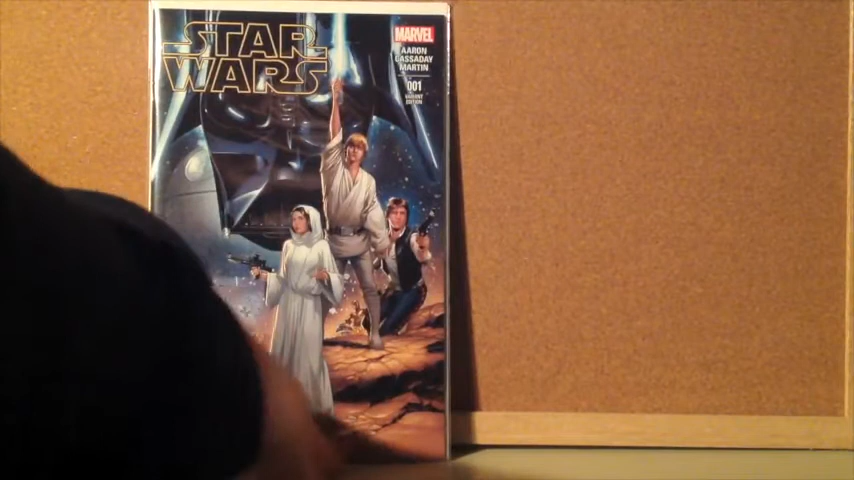 STAR
WARS
MARVEL
AARON
CASSADAY
MARTIN
001
VARIANT
EDITION